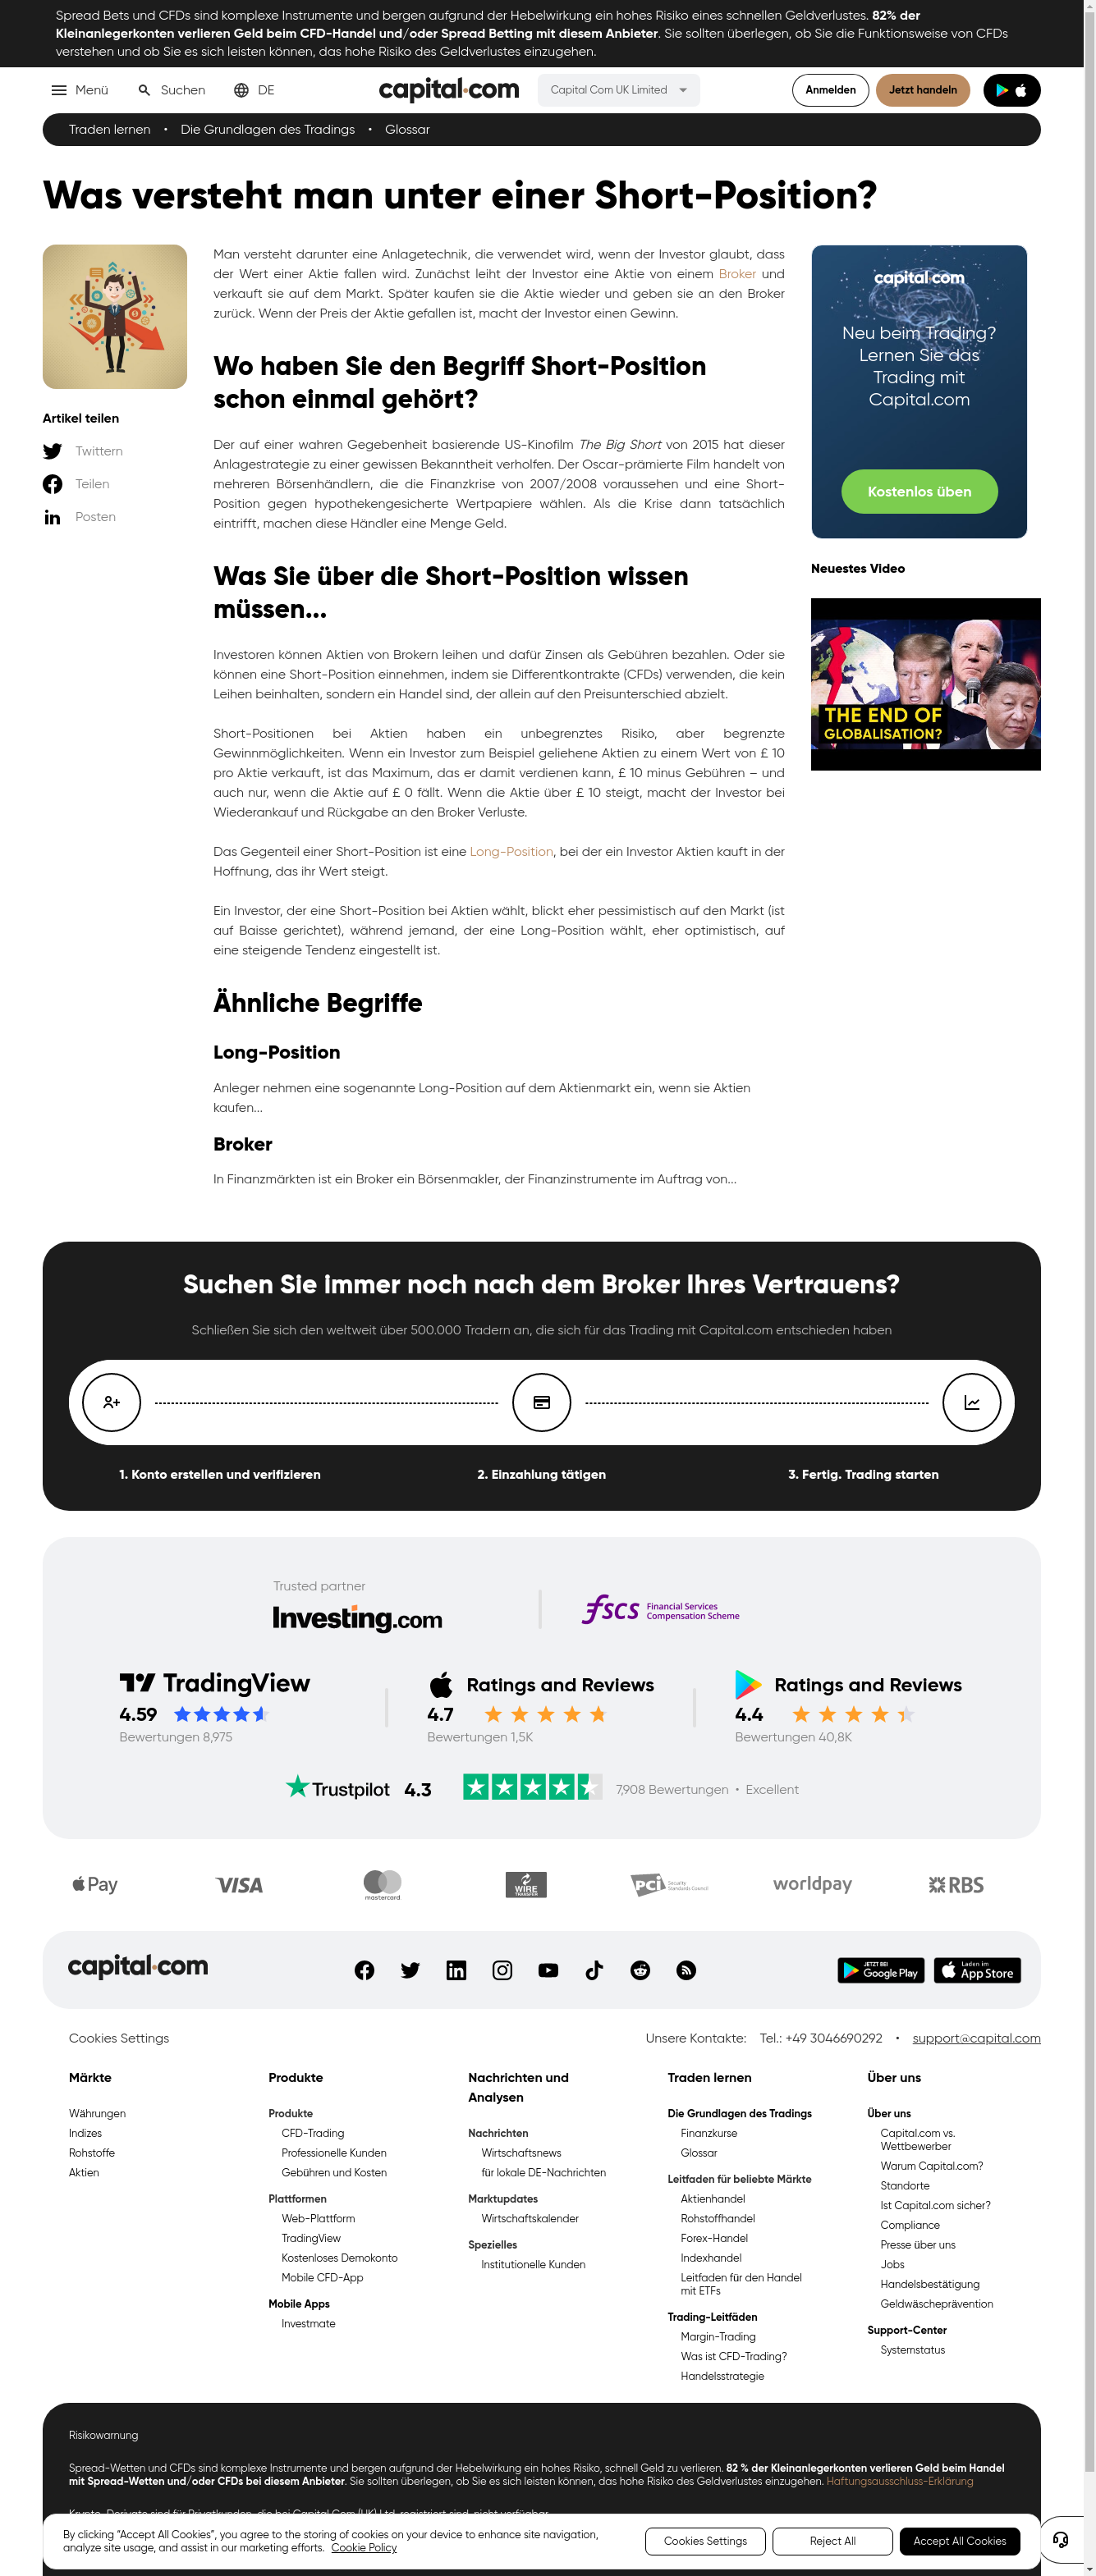 Spread Bets und CFDs sind komplexe Instrumente und bergen aufgrund der Hebelwirkung ein hohes Risiko eines schnellen Geldverlustes. 82% der
Kleinanlegerkonten verlieren Geld beim CFD-Handel und/oder Spread Betting mit diesem Anbieter. Sie sollten überlegen, ob Sie die Funktionsweise von CFDs
verstehen und ob Sie es sich leisten können, das hohe Risiko des Geldverlustes einzugehen.
Menü Suchen DE capital.com Capital Com UK Limited Anmelden Jetzt handeln
Traden lernen • Die Grundlagen des Tradings • Glossar
Was versteht man unter einer Short-Position?
Artikel teilen
Twittern
Teilen
Posten
Man versteht darunter eine Anlagetechnik, die verwendet wird, wenn der Investor glaubt, dass
der Wert einer Aktie fallen wird. Zunächst leiht der Investor eine Aktie von einem Broker und
verkauft sie auf dem Markt. Später kaufen sie die Aktie wieder und geben sie an den Broker
zurück. Wenn der Preis der Aktie gefallen ist, macht der Investor einen Gewinn.
Wo haben Sie den Begriff Short-Position
schon einmal gehört?
Der auf einer wahren Gegebenheit basierende US-Kinofilm The Big Short von 2015 hat dieser
Anlagestrategie zu einer gewissen Bekanntheit verholfen. Der Oscar-prämierte Film handelt von
mehreren Börsenhändlern, die die Finanzkrise von 2007/2008 voraussehen und eine Short-
Position gegen hypothekengesicherte Wertpapiere wählen. Als die Krise dann tatsächlich
eintrifft, machen diese Händler eine Menge Geld.
Was Sie über die Short-Position wissen
müssen...
Investoren können Aktien von Brokern leihen und dafür Zinsen als Gebühren bezahlen. Oder sie
können eine Short-Position einnehmen, indem sie Differentkontrakte (CFDs) verwenden, die kein
Leihen beinhalten, sondern ein Handel sind, der allein auf den Preisunterschied abzielt.
Short-Positionen bei Aktien haben ein unbegrenztes Risiko, aber begrenzte
Gewinnmöglichkeiten. Wenn ein Investor zum Beispiel geliehene Aktien zu einem Wert von £ 10
pro Aktie verkauft, ist das Maximum, das er damit verdienen kann, £ 10 minus Gebühren – und
auch nur, wenn die Aktie auf £ 0 fällt. Wenn die Aktie über £ 10 steigt, macht der Investor bei
Wiederankauf und Rückgabe an den Broker Verluste.
Das Gegenteil einer Short-Position ist eine Long-Position, bei der ein Investor Aktien kauft in der
Hoffnung, das ihr Wert steigt.
Ein Investor, der eine Short-Position bei Aktien wählt, blickt eher pessimistisch auf den Markt (ist
auf Baisse gerichtet), während jemand, der eine Long-Position wählt, eher optimistisch, auf
eine steigende Tendenz eingestellt ist.
Ähnliche Begriffe
Long-Position
Anleger nehmen eine sogenannte Long-Position auf dem Aktienmarkt ein, wenn sie Aktien
kaufen...
Broker
In Finanzmärkten ist ein Broker ein Börsenmakler, der Finanzinstrumente im Auftrag von...
capital.com
Neu beim Trading?
Lernen Sie das
Trading mit
Capital.com
Kostenlos üben
Neuestes Video
THE END OF
GLOBALISATION?
Suchen Sie immer noch nach dem Broker Ihres Vertrauens?
Schließen Sie sich den weltweit über 500.000 Tradern an, die sich für das Trading mit Capital.com entschieden haben
1. Konto erstellen und verifizieren 2. Einzahlung tätigen 3. Fertig. Trading starten
Trusted partner
Investing.com
fscs Financial Services
Compensation Scheme
TradingView
4.59
Bewertungen 8,975
Ratings and Reviews
4.7
Bewertungen 1,5K
Ratings and Reviews
4.4
Bewertungen 40,8K
Trustpilot 4.3 7,908 Bewertungen • Excellent
Pay VISA mastercard WIRE TRANSFER PCI Security Standards Council worldpay RBS
capital.com
JETZT BEI
Google Play
Laden im
App Store
Cookies Settings Unsere Kontakte: Tel.: +49 3046690292 • support@capital.com
Märkte
Währungen
Indizes
Rohstoffe
Aktien
Produkte
Produkte
CFD-Trading
Professionelle Kunden
Gebühren und Kosten
Plattformen
Web-Plattform
TradingView
Kostenloses Demokonto
Mobile CFD-App
Mobile Apps
Investmate
Nachrichten und
Analysen
Nachrichten
Wirtschaftsnews
für lokale DE-Nachrichten
Marktupdates
Wirtschaftskalender
Spezielles
Institutionelle Kunden
Traden lernen
Die Grundlagen des Tradings
Finanzkurse
Glossar
Leitfaden für beliebte Märkte
Aktienhandel
Rohstoffhandel
Forex-Handel
Indexhandel
Leitfaden für den Handel
mit ETFs
Trading-Leitfäden
Margin-Trading
Was ist CFD-Trading?
Handelsstrategie
Über uns
Über uns
Capital.com vs.
Wettbewerber
Warum Capital.com?
Standorte
Ist Capital.com sicher?
Compliance
Presse über uns
Jobs
Handelsbestätigung
Geldwäscheprävention
Support-Center
Systemstatus
Risikowarnung
Spread-Wetten und CFDs sind komplexe Instrumente und bergen aufgrund der Hebelwirkung ein hohes Risiko, schnell Geld zu verlieren. 82 % der Kleinanlegerkonten verlieren Geld beim Handel
mit Spread-Wetten und/oder CFDs bei diesem Anbieter. Sie sollten überlegen, ob Sie es sich leisten können, das hohe Risiko des Geldverlustes einzugehen. Haftungsausschluss-Erklärung
Krypto-Derivate sind für Privatkunden, die bei Capital Com (UK) Ltd. registriert sind, nicht verfügbar.
By clicking “Accept All Cookies”, you agree to the storing of cookies on your device to enhance site navigation,
analyze site usage, and assist in our marketing efforts. Cookie Policy
Cookies Settings Reject All Accept All Cookies